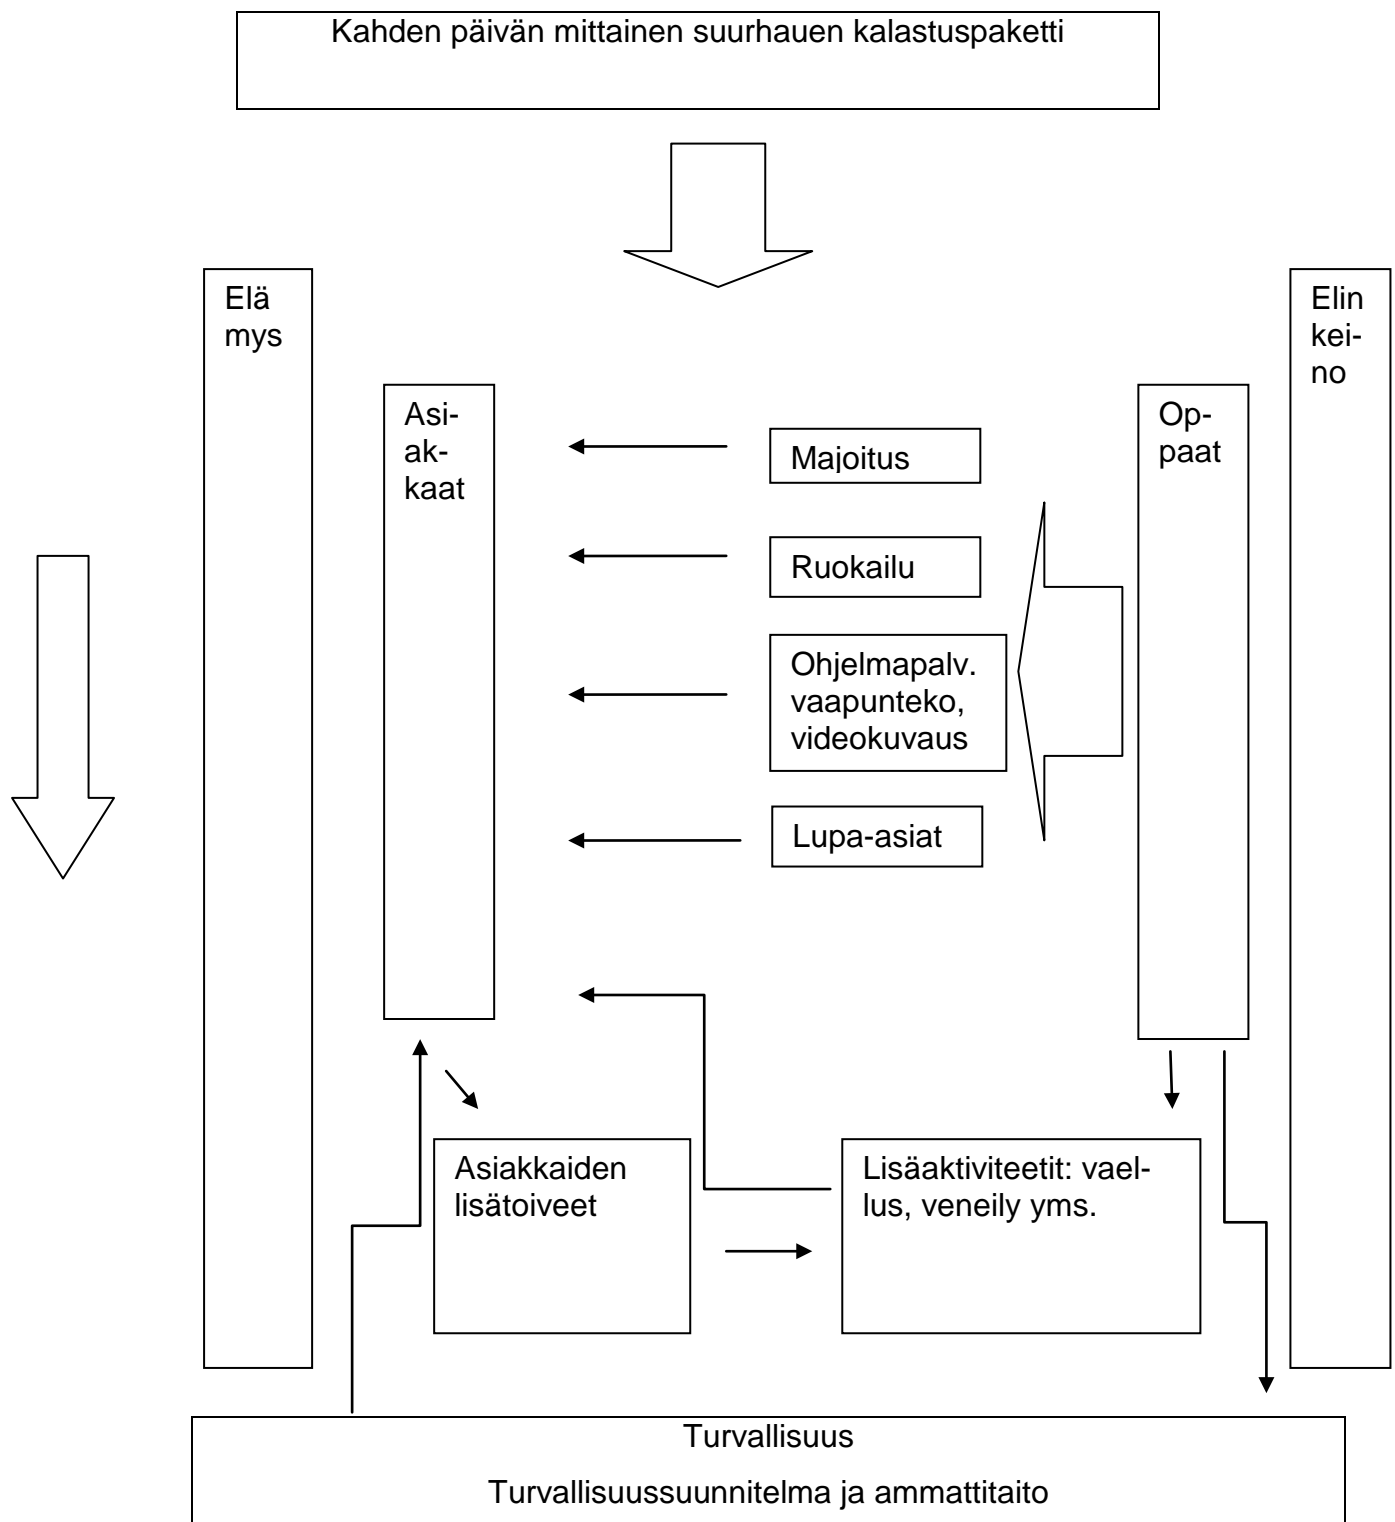 Kahden päivän mittainen suurhauen kalastuspaketti
Elä
mys
Elin
kei-
no
Asi-
ak-
kaat
Op-
paat
Majoitus
Ruokailu
Ohjelmapalv.
vaapunteko,
videokuvaus
Lupa-asiat
Asiakkaiden
lisätoiveet
Lisäaktiviteetit: vael-
lus, veneily yms.
Turvallisuus
Turvallisuussuunnitelma ja ammattitaito